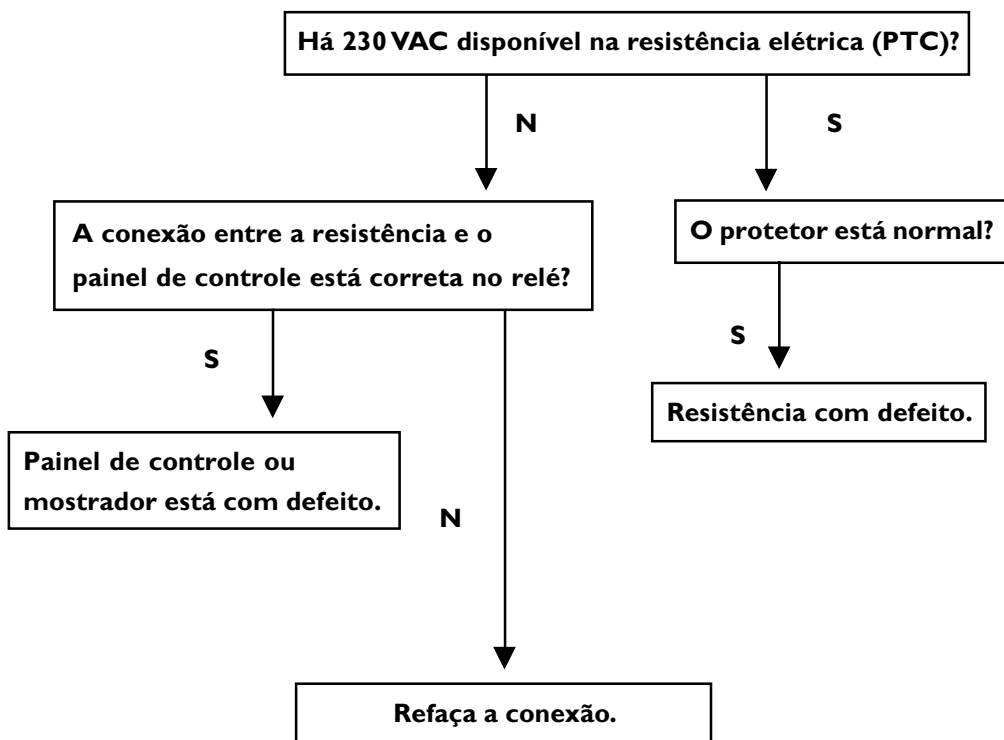 Há 230 VAC disponível na resistência elétrica (PTC)?
N
S
A conexão entre a resistência e o
painel de controle está correta no relé?
O protetor está normal?
S
S
Resistência com defeito.
Painel de controle ou
mostrador está com defeito.
N
Refaça a conexão.